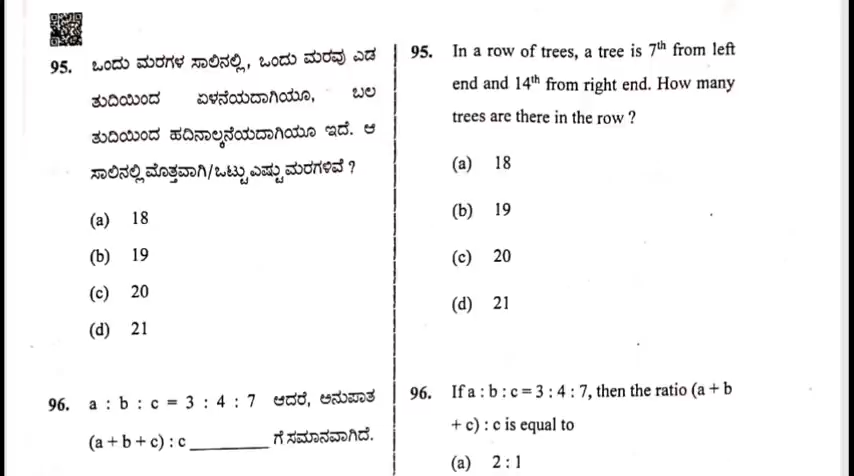 95. ಒಂದು ಮರಗಳ ಸಾಲಿನಲ್ಲಿ, ಒಂದು ಮರವು ಎಡ
ತುದಿಯಿಂದ ಏಳನೆಯದಾಗಿಯೂ, ಬಲ
ತುದಿಯಿಂದ ಹದಿನಾಲ್ಕನೆಯದಾಗಿಯೂ ಇದೆ. ಆ
ಸಾಲಿನಲ್ಲಿ ಮೊತ್ತವಾಗಿ/ಒಟ್ಟು ಎಷ್ಟು ಮರಗಳಿವೆ ?
(a) 18
(b) 19
(c) 20
(d) 21
96. a : b : c = 3 : 4 : 7 ಆದರೆ, ಅನುಪಾತ
(a + b + c) : c ________ ಗೆ ಸಮಾನವಾಗಿದೆ.
95. In a row of trees, a tree is 7th from left
end and 14th from right end. How many
trees are there in the row ?
(a) 18
(b) 19
(c) 20
(d) 21
96. If a : b : c = 3 : 4 : 7, then the ratio (a + b
+ c) : c is equal to
(a) 2 : 1